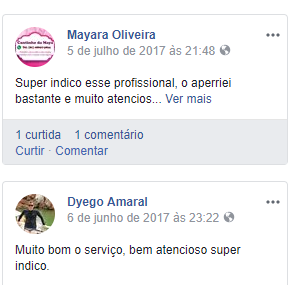 Mayara Oliveira
5 de julho de 2017 às 21:48
Super indico esse profissional, o aperriei
bastante e muito atencios... Ver mais
1 curtida 1 comentário
Curtir · Comentar
Dyego Amaral
6 de junho de 2017 às 23:22
Muito bom o serviço, bem atencioso super
indico.